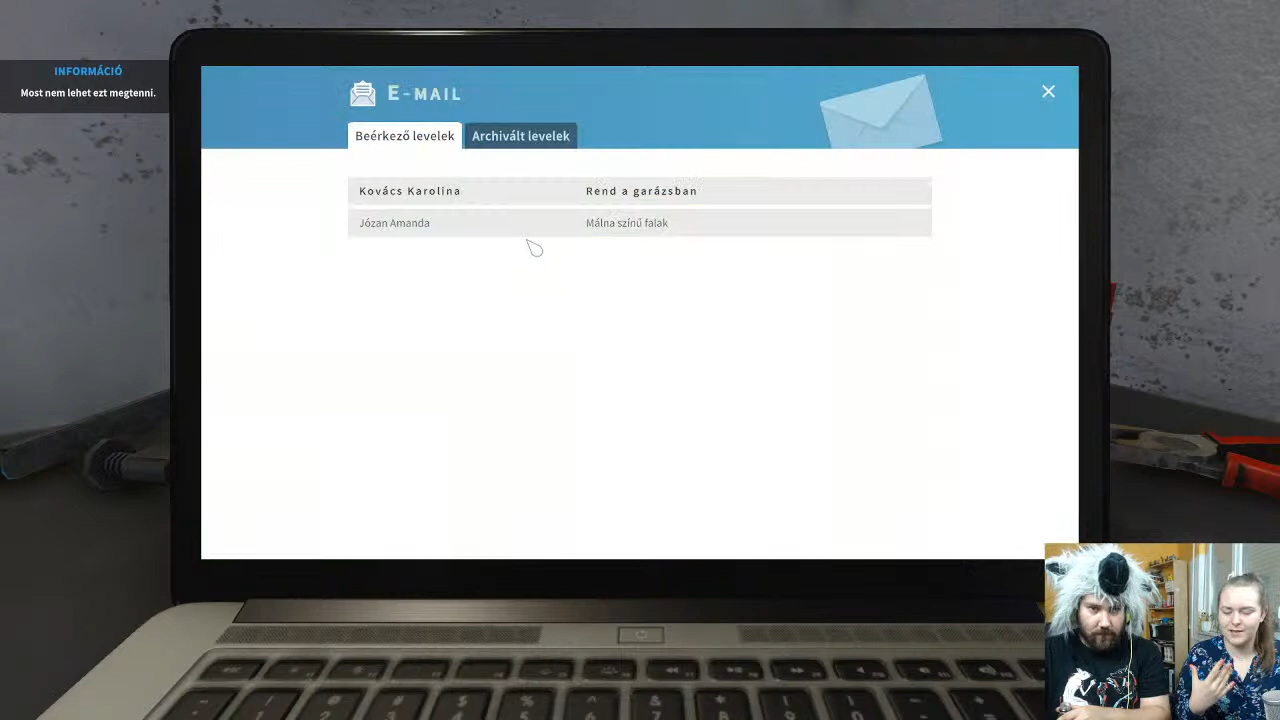 INFORMÁCIÓ
Most nem lehet ezt megtenni.
E-MAIL
Beérkező levelek
Archivált levelek
Kovács Karolina
Rend a garázsban
Józan Amanda
Málna színű falak